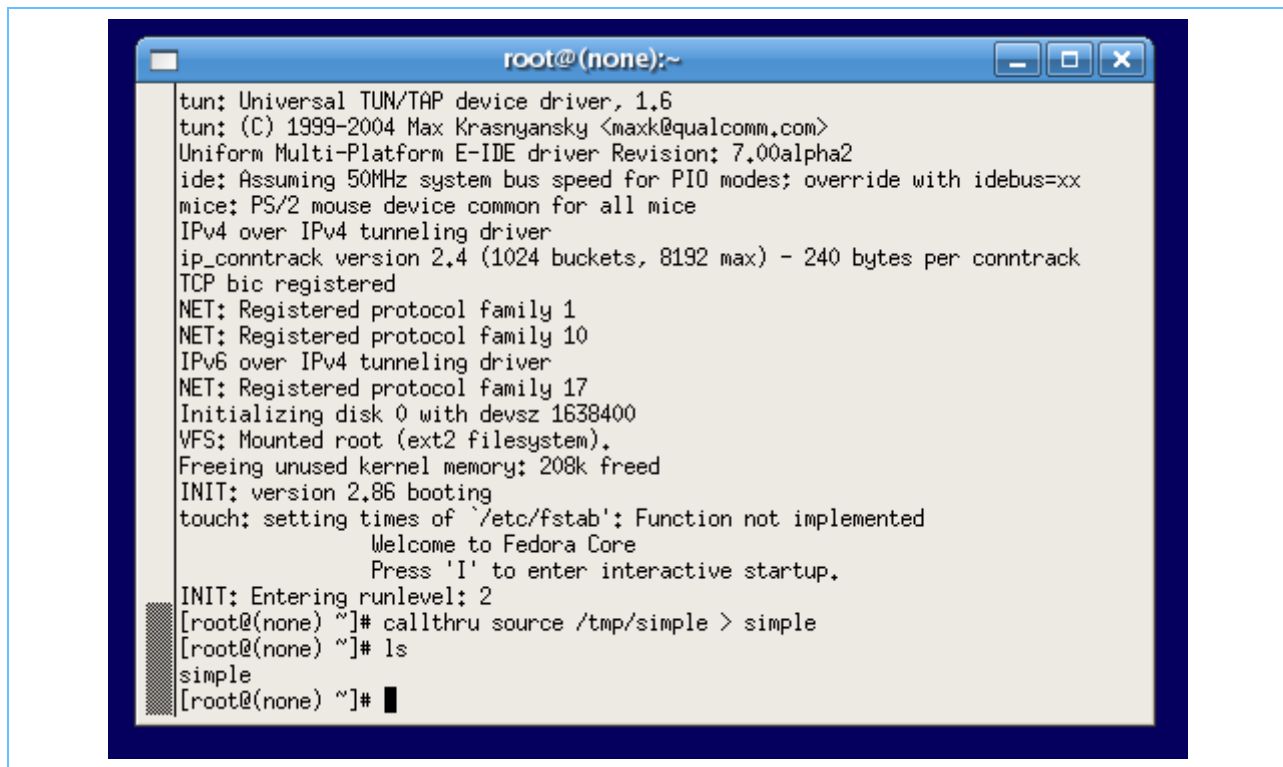 root@(none):~
tun: Universal TUN/TAP device driver, 1.6
tun: (C) 1999-2004 Max Krasnyansky <maxk@qualcomm.com>
Uniform Multi-Platform E-IDE driver Revision: 7.00alpha2
ide: Assuming 50MHz system bus speed for PIO modes; override with idebus=xx
mice: PS/2 mouse device common for all mice
IPv4 over IPv4 tunneling driver
ip_conntrack version 2.4 (1024 buckets, 8192 max) - 240 bytes per conntrack
TCP bic registered
NET: Registered protocol family 1
NET: Registered protocol family 10
IPv6 over IPv4 tunneling driver
NET: Registered protocol family 17
Initializing disk 0 with devsz 1638400
VFS: Mounted root (ext2 filesystem).
Freeing unused kernel memory: 208k freed
INIT: version 2.86 booting
touch: setting times of `/etc/fstab': Function not implemented
Welcome to Fedora Core
Press 'I' to enter interactive startup.
INIT: Entering runlevel: 2
[root@(none) ~]# callthru source /tmp/simple > simple
[root@(none) ~]# ls
simple
[root@(none) ~]#